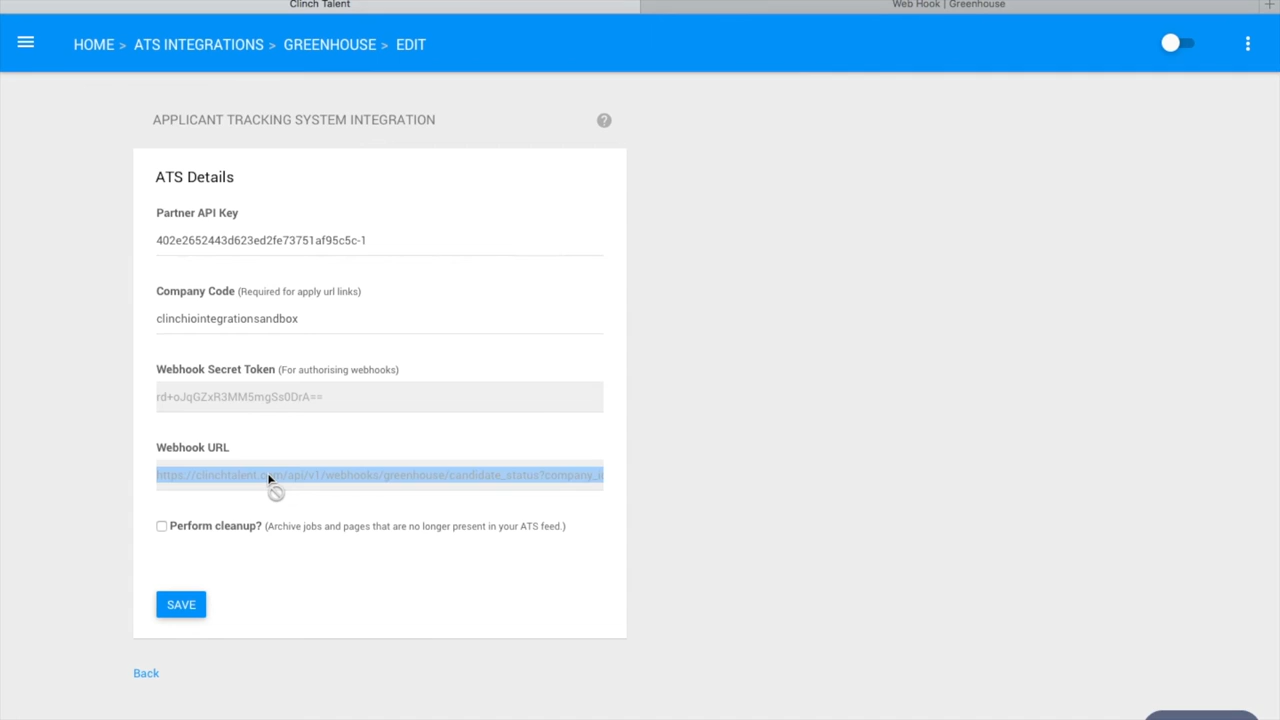 Clinch Talent
Web Hook | Greenhouse
HOME > ATS INTEGRATIONS > GREENHOUSE > EDIT
APPLICANT TRACKING SYSTEM INTEGRATION
ATS Details
Partner API Key
402e2652443d623ed2fe73751af95c5c-1
Company Code (Required for apply url links)
clinchiointegrationsandbox
Webhook Secret Token (For authorising webhooks)
rd+oJqGZxR3MM5mgSs0DrA==
Webhook URL
https://clinchtalent.com/api/v1/webhooks/greenhouse/candidate_status?company_i
Perform cleanup? (Archive jobs and pages that are no longer present in your ATS feed.)
SAVE
Back